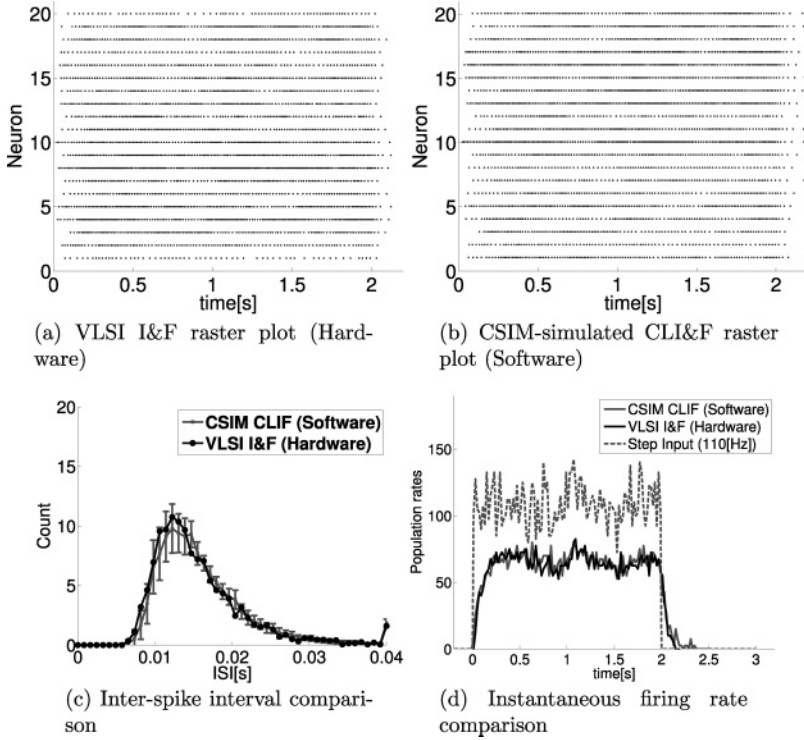 20
15
10
5
0
Neuron
0 0.5 1 1.5 2
time[s]
(a) VLSI I&F raster plot (Hard-
ware)
20
15
10
5
0
Neuron
0 0.5 1 1.5 2
time[s]
(b) CSIM-simulated CLI&F raster
plot (Software)
20
15
10
5
0
Count
CSIM CLIF (Software)
VLSI I&F (Hardware)
0 0.01 0.02 0.03 0.04
ISI[s]
(c) Inter-spike interval compari-
son
150
100
50
0
Population rates
CSIM CLIF (Software)
VLSI I&F (Hardware)
Step Input (110[Hz])
0 0.5 1 1.5 2 2.5 3
time[s]
(d) Instantaneous firing rate
comparison